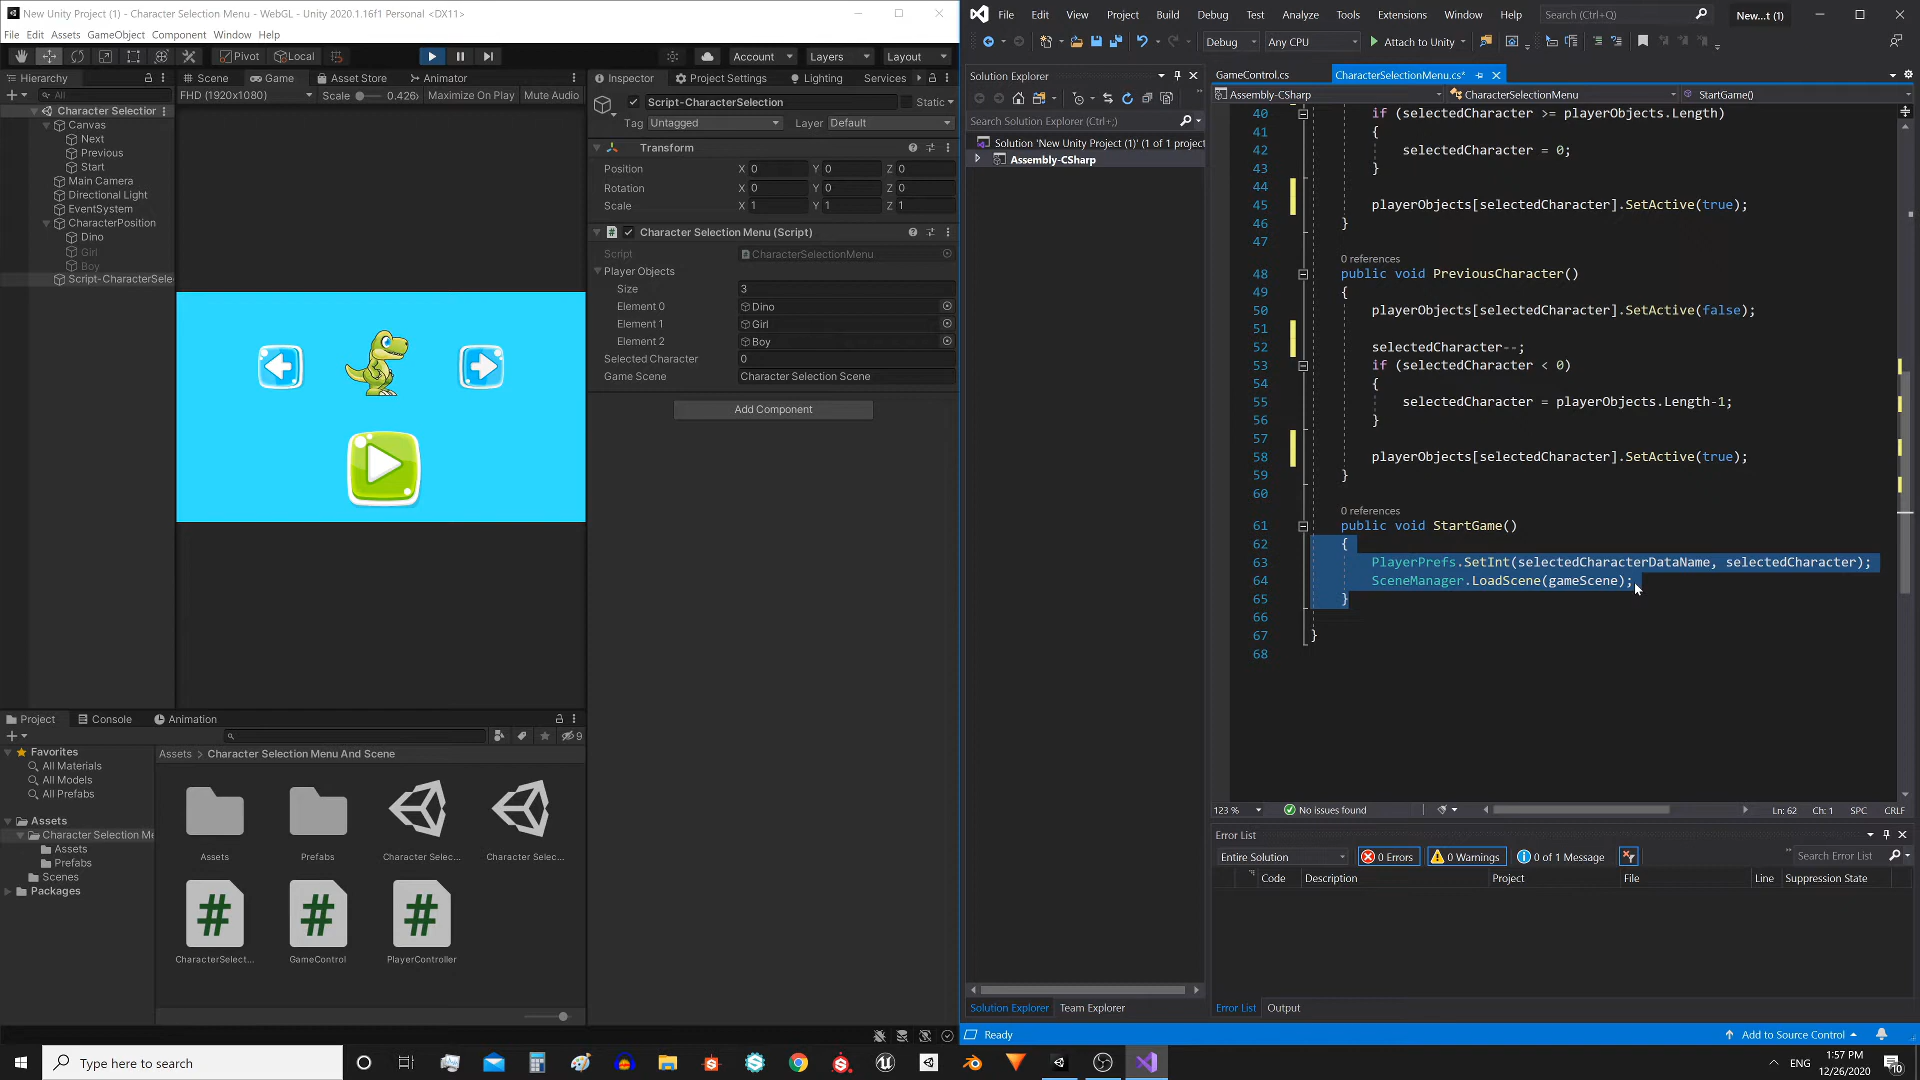 New Unity Project (1) - Character Selection Menu - WebGL - Unity 2020.1.16f1 Personal <DX11>
File Edit Assets GameObject Component Window Help
Pivot Local Account Layers Layout
Hierarchy
All
Character Selection
Canvas
Next
Previous
Start
Main Camera
Directional Light
EventSystem
CharacterPosition
Dino
Girl
Boy
Script-CharacterSele
Scene Game Asset Store Animator
FHD (1920x1080) Scale 0.426x Maximize On Play Mute Audio
Inspector Project Settings Lighting Services
Script-CharacterSelection Static
Tag Untagged Layer Default
Transform
Position X 0 Y 0 Z 0
Rotation X 0 Y 0 Z 0
Scale X 1 Y 1 Z 1
Character Selection Menu (Script)
Script CharacterSelectionMenu
Player Objects
Size 3
Element 0 Dino
Element 1 Girl
Element 2 Boy
Selected Character 0
Game Scene Character Selection Scene
Add Component
Project Console Animation
9
Favorites
All Materials
All Models
All Prefabs
Assets
Character Selection Me
Assets
Prefabs
Scenes
Packages
Assets > Character Selection Menu And Scene
Assets Prefabs Character Selec... Character Selec...
CharacterSelect... GameControl PlayerController
File Edit View Project Build Debug Test Analyze Tools Extensions Window Help Search (Ctrl+Q) New...t (1)
Debug Any CPU Attach to Unity
Solution Explorer
Search Solution Explorer (Ctrl+;)
Solution 'New Unity Project (1)' (1 of 1 project
Assembly-CSharp
Solution Explorer Team Explorer
GameControl.cs CharacterSelectionMenu.cs*
Assembly-CSharp CharacterSelectionMenu StartGame()
40 if (selectedCharacter >= playerObjects.Length)
41 {
42 selectedCharacter = 0;
43 }
44
45 playerObjects[selectedCharacter].SetActive(true);
46 }
47
0 references
48 public void PreviousCharacter()
49 {
50 playerObjects[selectedCharacter].SetActive(false);
51
52 selectedCharacter--;
53 if (selectedCharacter < 0)
54 {
55 selectedCharacter = playerObjects.Length-1;
56 }
57
58 playerObjects[selectedCharacter].SetActive(true);
59 }
60
0 references
61 public void StartGame()
62 {
63 PlayerPrefs.SetInt(selectedCharacterDataName, selectedCharacter);
64 SceneManager.LoadScene(gameScene);
65 }
66
67 }
68
123 % No issues found Ln: 62 Ch: 1 SPC CRLF
Error List
Entire Solution 0 Errors 0 Warnings 0 of 1 Message Search Error List
Code Description Project File Line Suppression State
Error List Output
Ready Add to Source Control
Type here to search
ENG
1:57 PM
12/26/2020
10